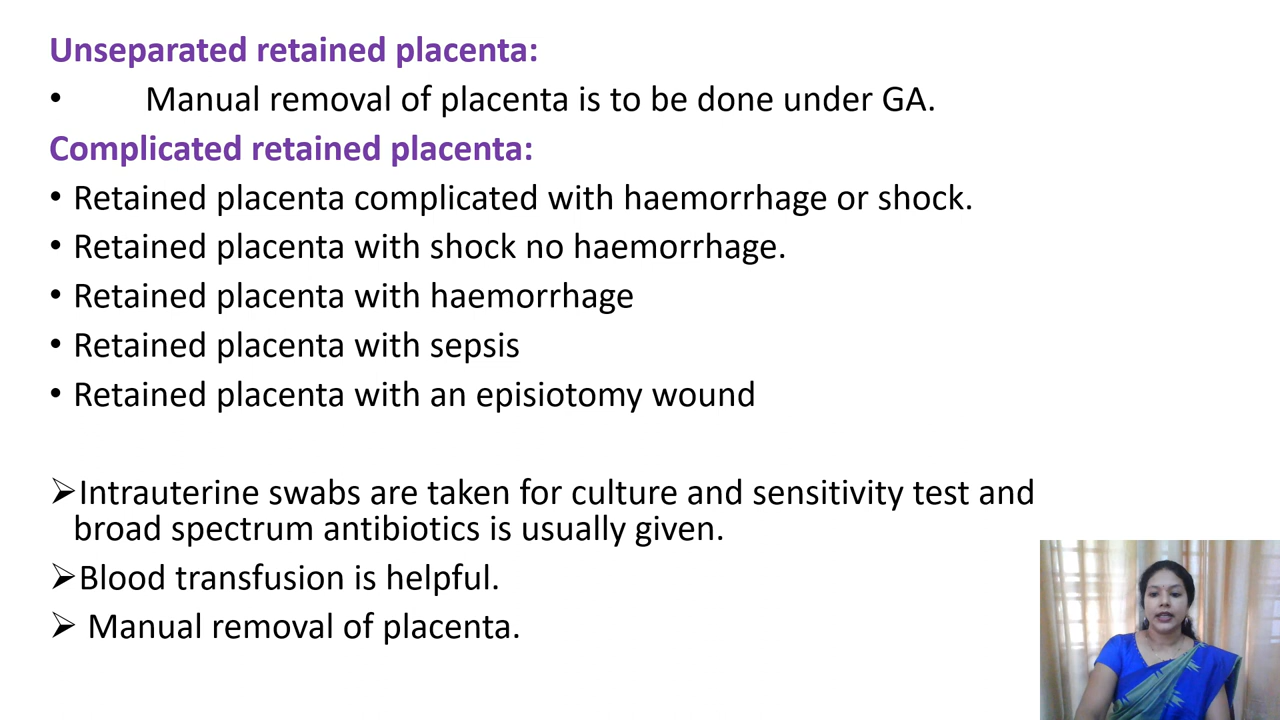 Unseparated retained placenta:
• Manual removal of placenta is to be done under GA.
Complicated retained placenta:
• Retained placenta complicated with haemorrhage or shock.
• Retained placenta with shock no haemorrhage.
• Retained placenta with haemorrhage
• Retained placenta with sepsis
• Retained placenta with an episiotomy wound
➢Intrauterine swabs are taken for culture and sensitivity test and
broad spectrum antibiotics is usually given.
➢Blood transfusion is helpful.
➢ Manual removal of placenta.